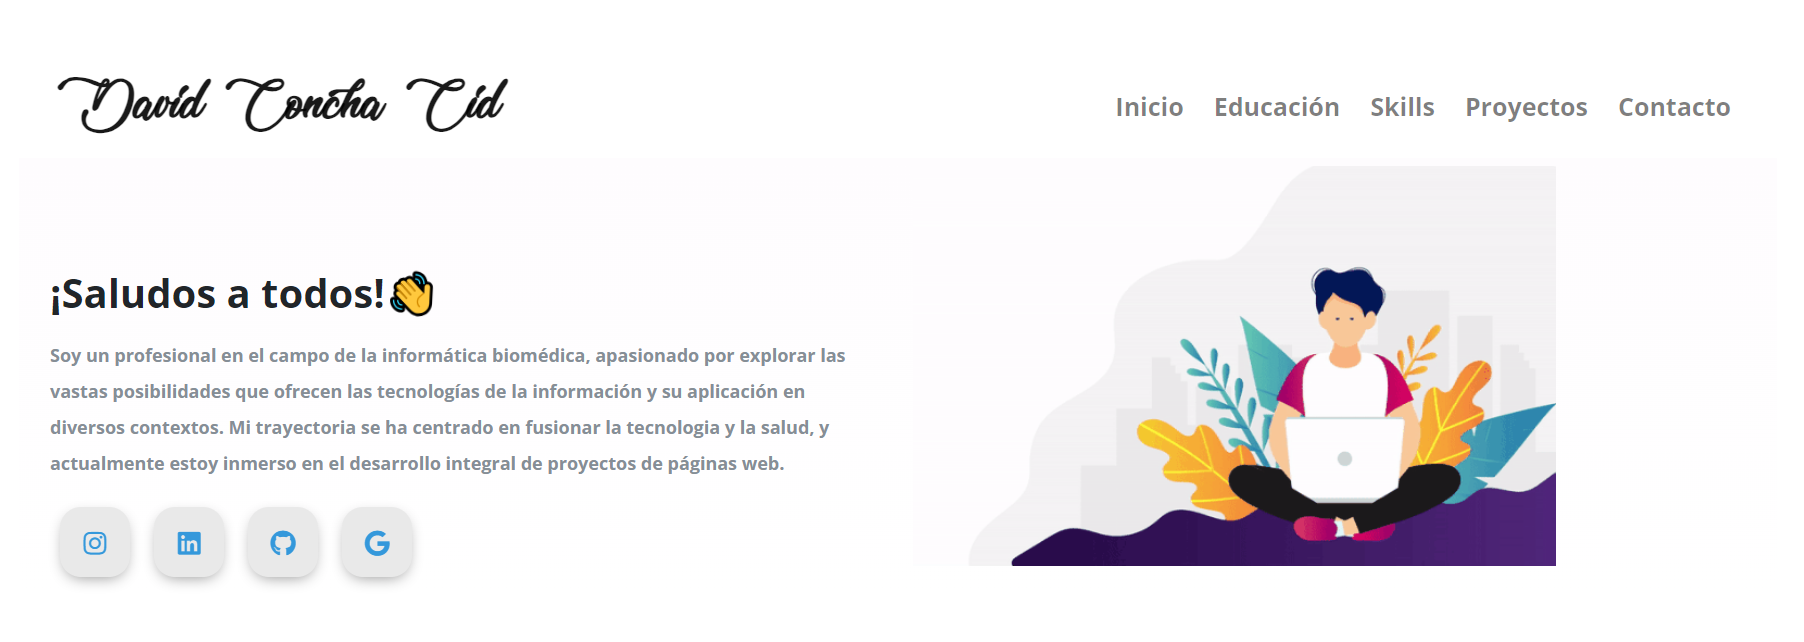 David Concha Cid
Inicio Educación Skills Proyectos Contacto
¡Saludos a todos!👋
Soy un profesional en el campo de la informática biomédica, apasionado por explorar las
vastas posibilidades que ofrecen las tecnologías de la información y su aplicación en
diversos contextos. Mi trayectoria se ha centrado en fusionar la tecnologia y la salud, y
actualmente estoy inmerso en el desarrollo integral de proyectos de páginas web.